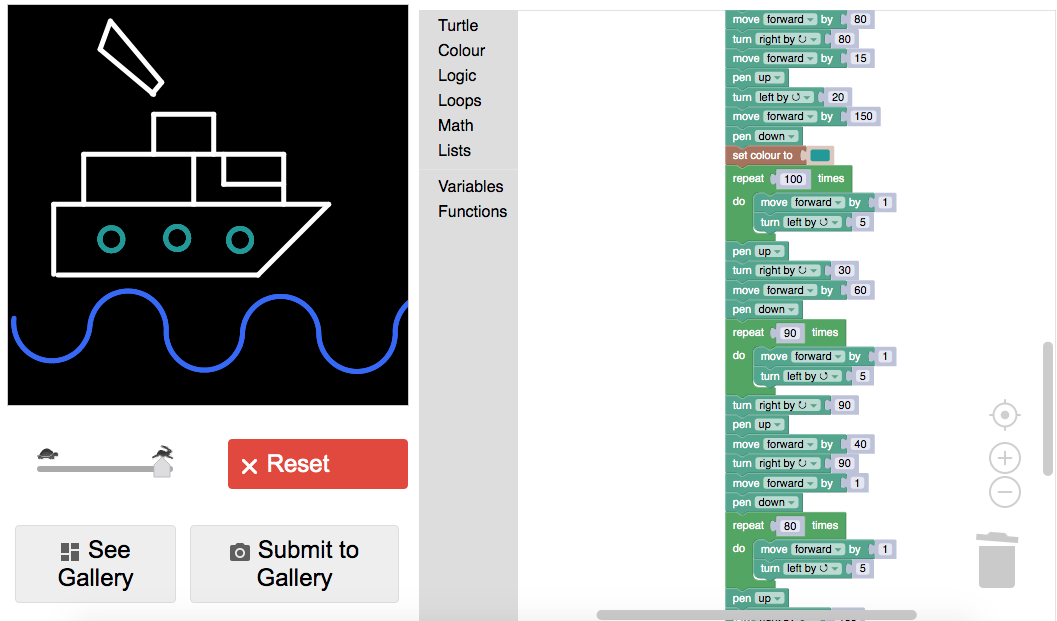 Reset
See
Gallery
Submit to
Gallery
Turtle
Colour
Logic
Loops
Math
Lists
Variables
Functions
move forward by 80
turn right by ↻ 80
move forward by 15
pen up
turn left by ↺ 20
move forward by 150
pen down
set colour to
repeat 100 times
do move forward by 1
turn left by ↺ 5
pen up
turn right by ↻ 30
move forward by 60
pen down
repeat 90 times
do move forward by 1
turn left by ↺ 5
turn right by ↻ 90
pen up
move forward by 40
turn right by ↻ 90
move forward by 1
pen down
repeat 80 times
do move forward by 1
turn left by ↺ 5
pen up